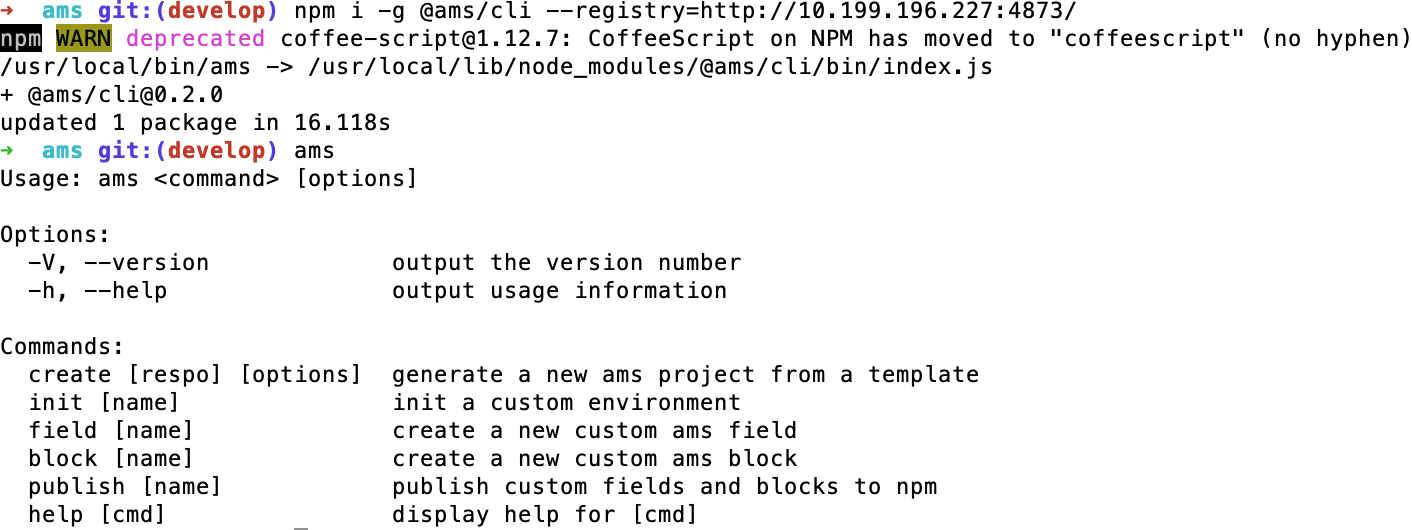 ➜  ams git:(develop) npm i -g @ams/cli --registry=http://10.199.196.227:4873/
npm WARN deprecated coffee-script@1.12.7: CoffeeScript on NPM has moved to "coffeescript" (no hyphen)
/usr/local/bin/ams -> /usr/local/lib/node_modules/@ams/cli/bin/index.js
+ @ams/cli@0.2.0
updated 1 package in 16.118s
➜  ams git:(develop) ams
Usage: ams <command> [options]

Options:
  -V, --version             output the version number
  -h, --help                output usage information

Commands:
  create [respo] [options]  generate a new ams project from a template
  init [name]               init a custom environment
  field [name]              create a new custom ams field
  block [name]              create a new custom ams block
  publish [name]            publish custom fields and blocks to npm
  help [cmd]                display help for [cmd]